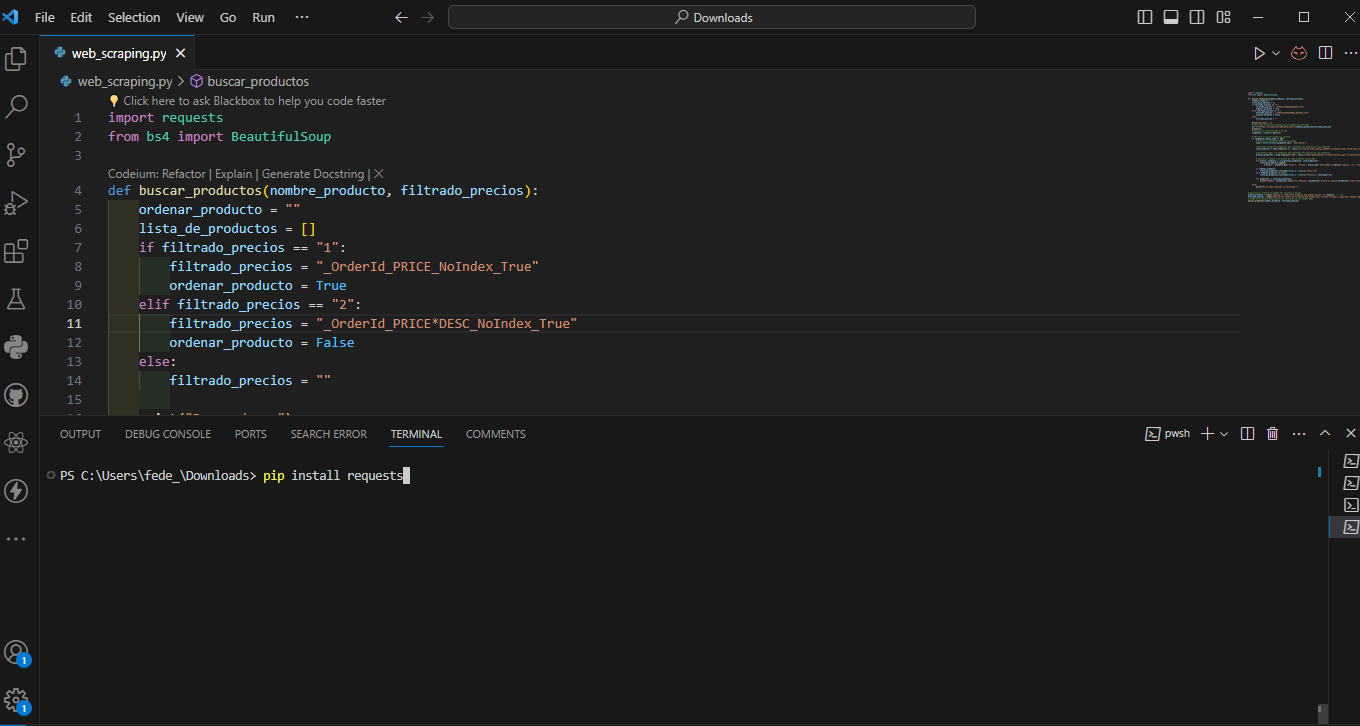 File Edit Selection View Go Run ··· Downloads
web_scraping.py
web_scraping.py > buscar_productos
Click here to ask Blackbox to help you code faster
1 import requests
2 from bs4 import BeautifulSoup
3
Codeium: Refactor | Explain | Generate Docstring | ✕
4 def buscar_productos(nombre_producto, filtrado_precios):
5 ordenar_producto = ""
6 lista_de_productos = []
7 if filtrado_precios == "1":
8 filtrado_precios = "_OrderId_PRICE_NoIndex_True"
9 ordenar_producto = True
10 elif filtrado_precios == "2":
11 filtrado_precios = "_OrderId_PRICE*DESC_NoIndex_True"
12 ordenar_producto = False
13 else:
14 filtrado_precios = ""
15
OUTPUT DEBUG CONSOLE PORTS SEARCH ERROR TERMINAL COMMENTS pwsh
PS C:\Users\fede_\Downloads> pip install requests
1
1